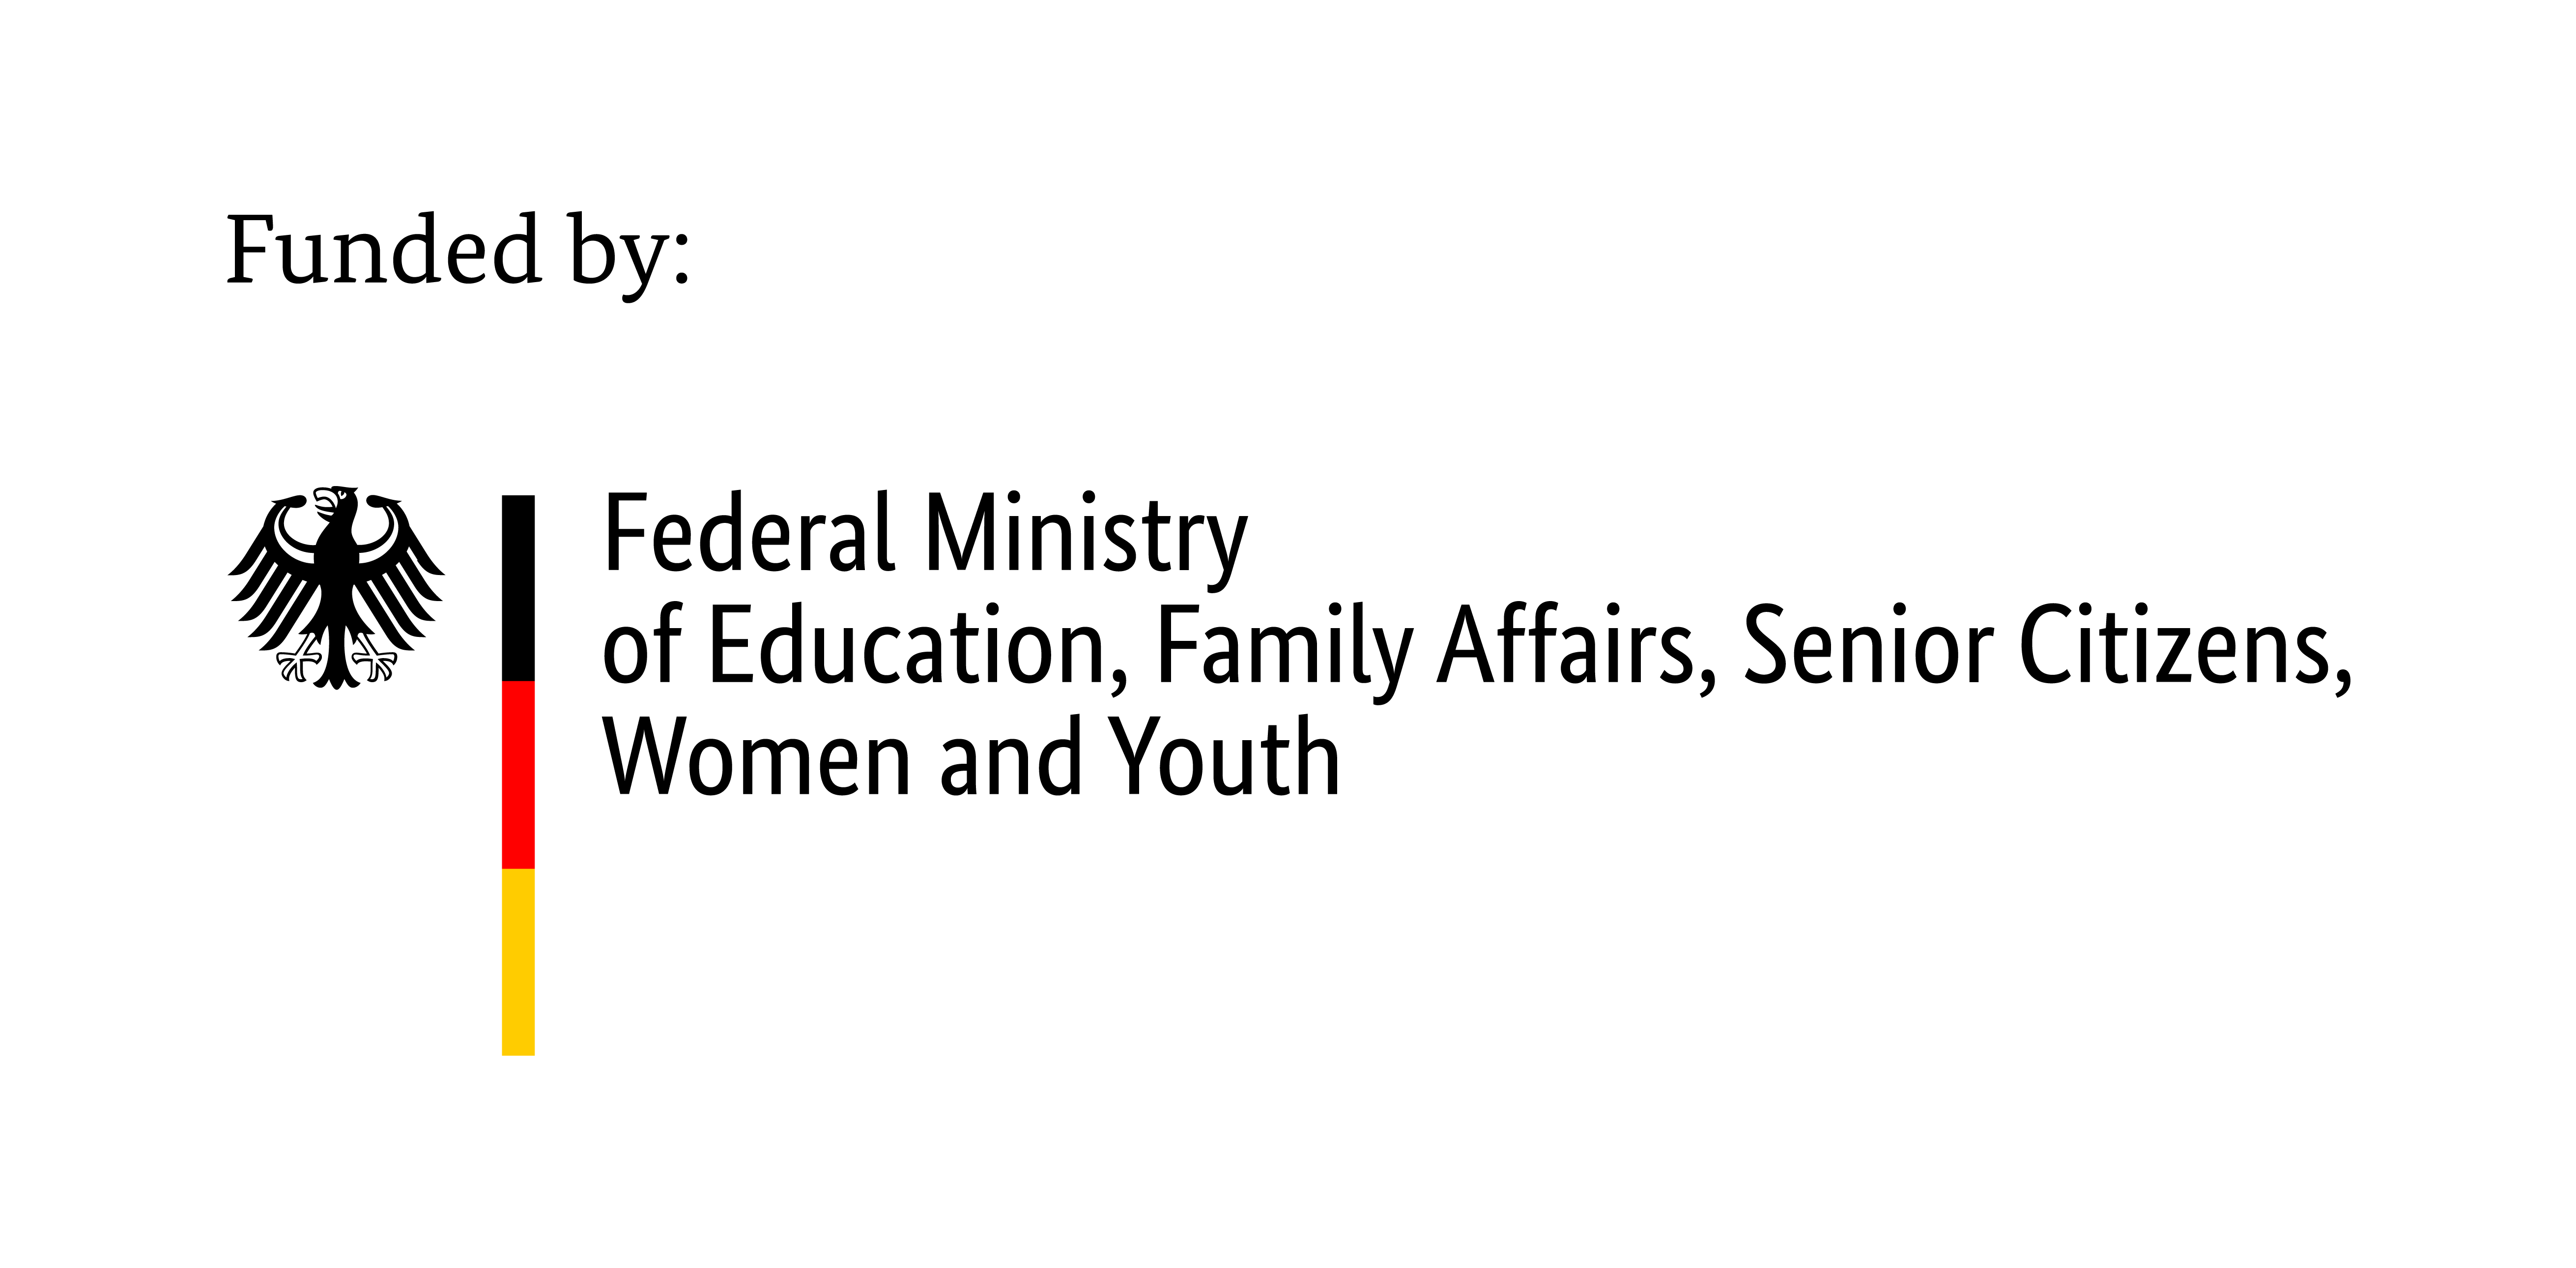 Funded by:
Federal Ministry
of Education, Family Affairs, Senior Citizens,
Women and Youth